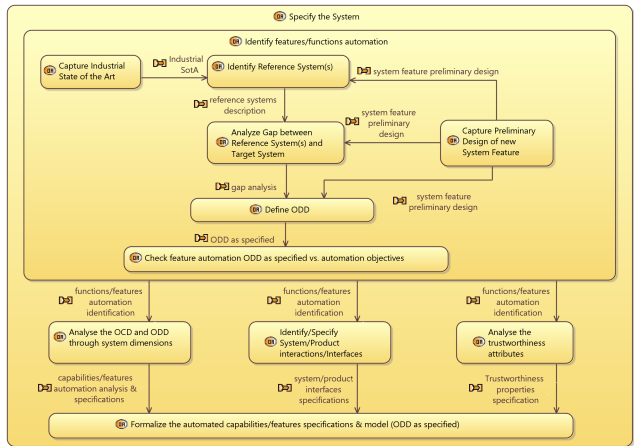 Specify the System
Identify features/functions automation
Capture Industrial
State of the Art
Industrial
SotA
Identify Reference System(s)
system feature preliminary design
reference systems
description
system feature
preliminary
design
Analyze Gap between
Reference System(s) and
Target System
Capture Preliminary
Design of new
System Feature
gap analysis
system feature
preliminary design
Define ODD
ODD as specified
Check feature automation ODD as specified vs. automation objectives
functions/features
automation
identification
functions/features
automation
identification
functions/features
automation
identification
Analyse the OCD and ODD
through system dimensions
Identify/Specify
System/Product
interactions/Interfaces
Analyse the
trustworthiness
attributes
capabilities/features
automation analysis &
specifications
system/product
interfaces
specifications
Trustworthiness
properties
specification
Formalize the automated capabilities/features specifications & model (ODD as specified)